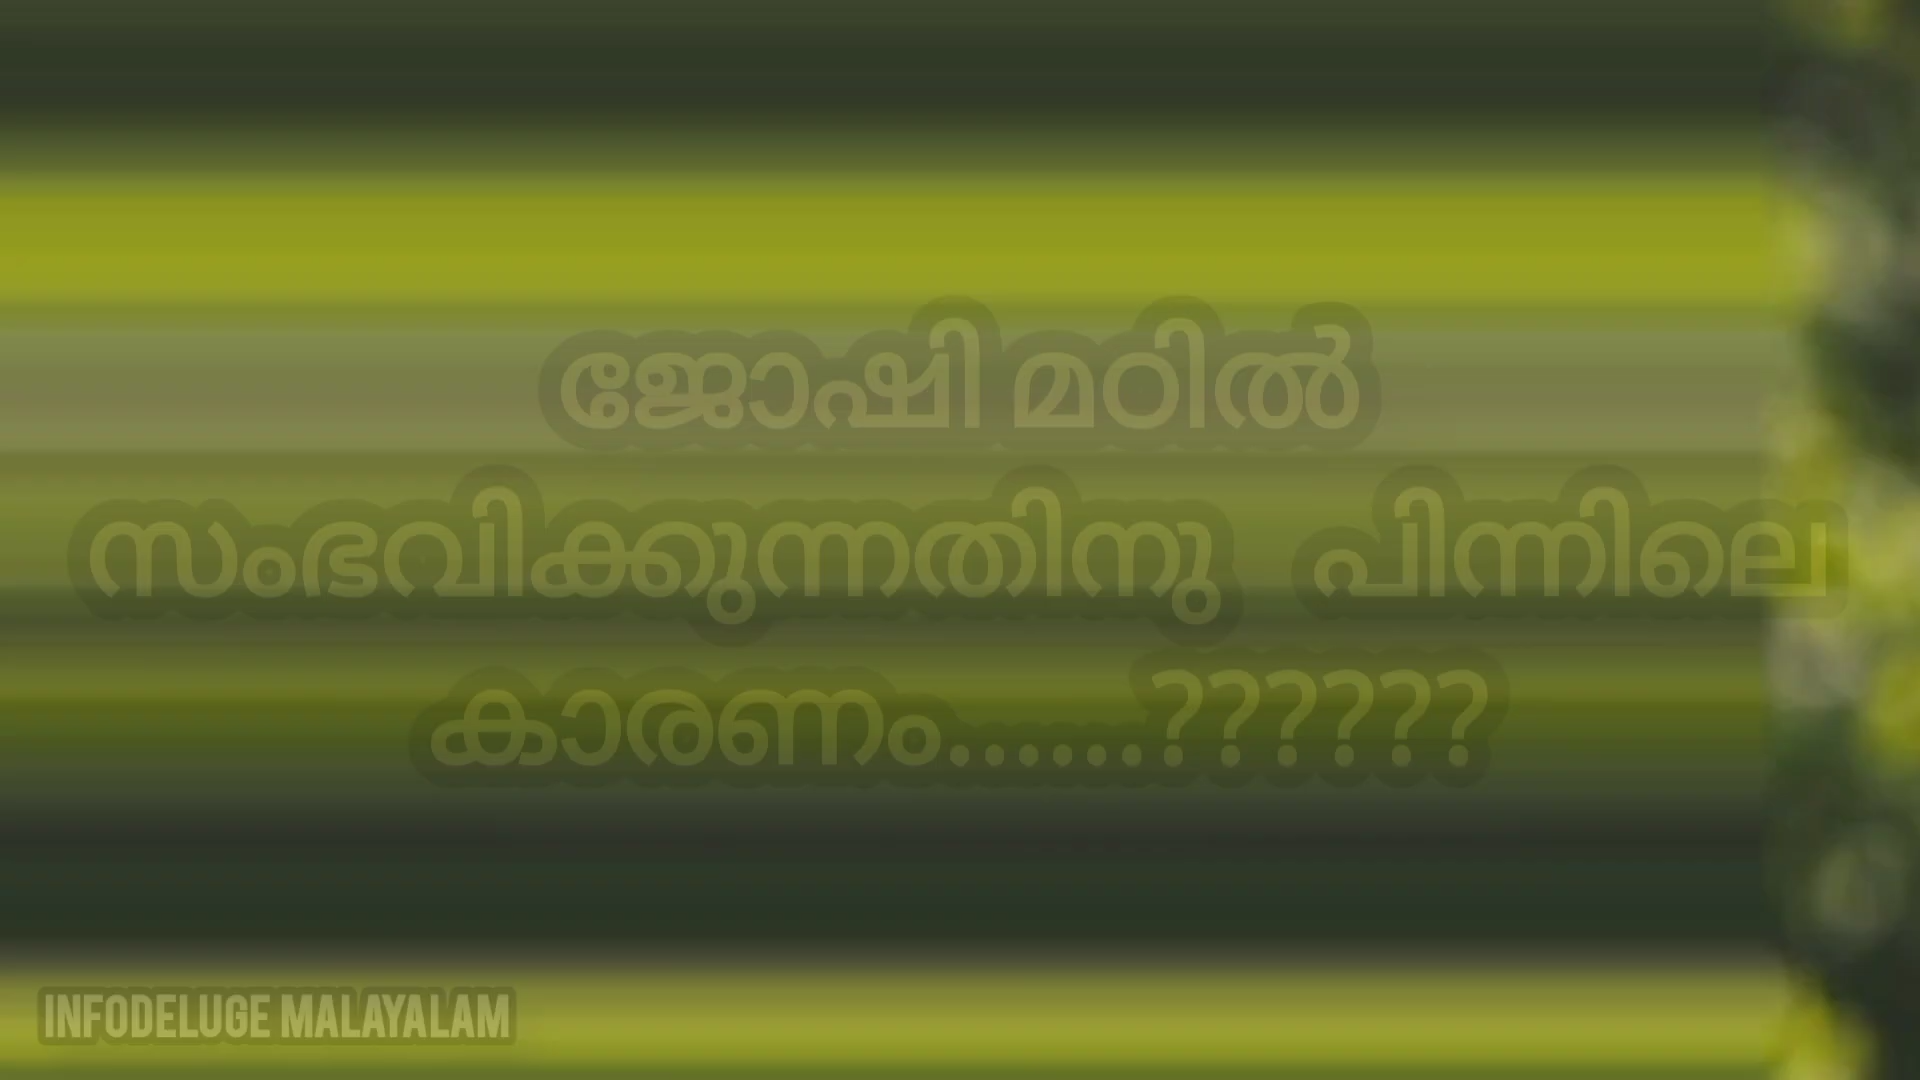 ജോഷി മഠിൽ
സംഭവിക്കുന്നതിനു പിന്നിലെ
കാരണം......??????
INFODELUGE MALAYALAM